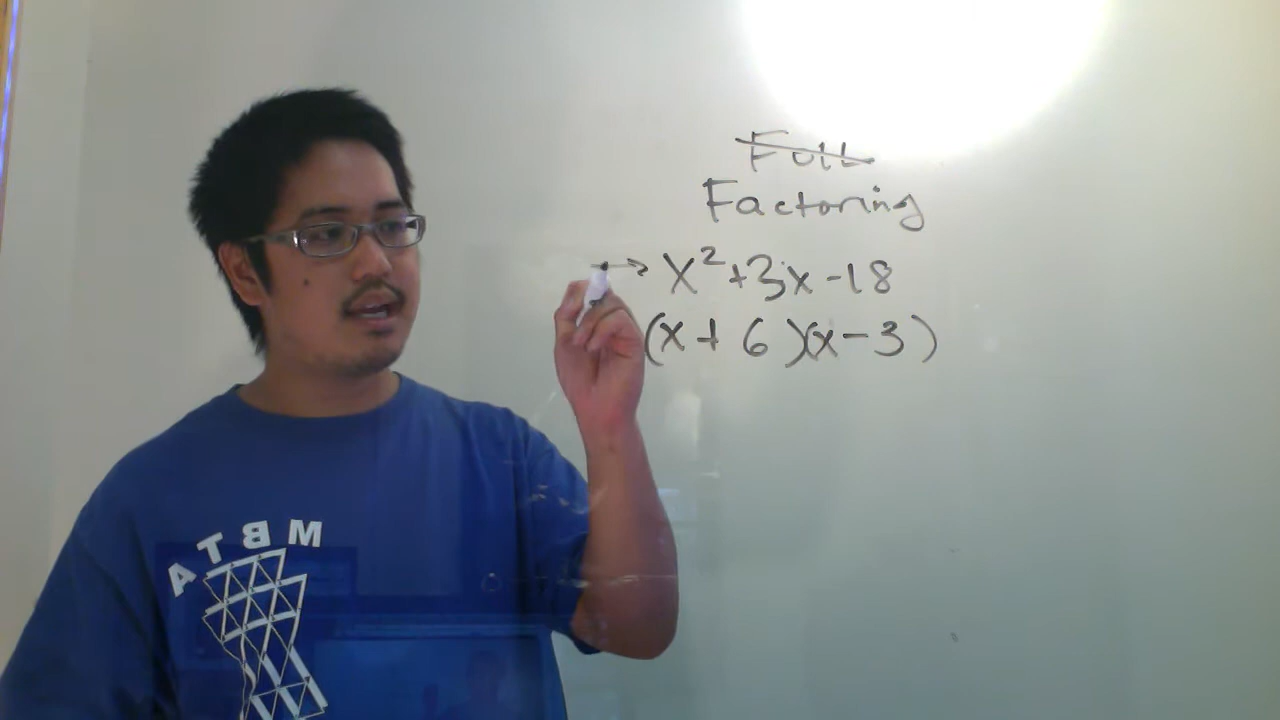 Foil
Factoring
→ x² + 3x - 18
(x + 6)(x - 3)
MBTA